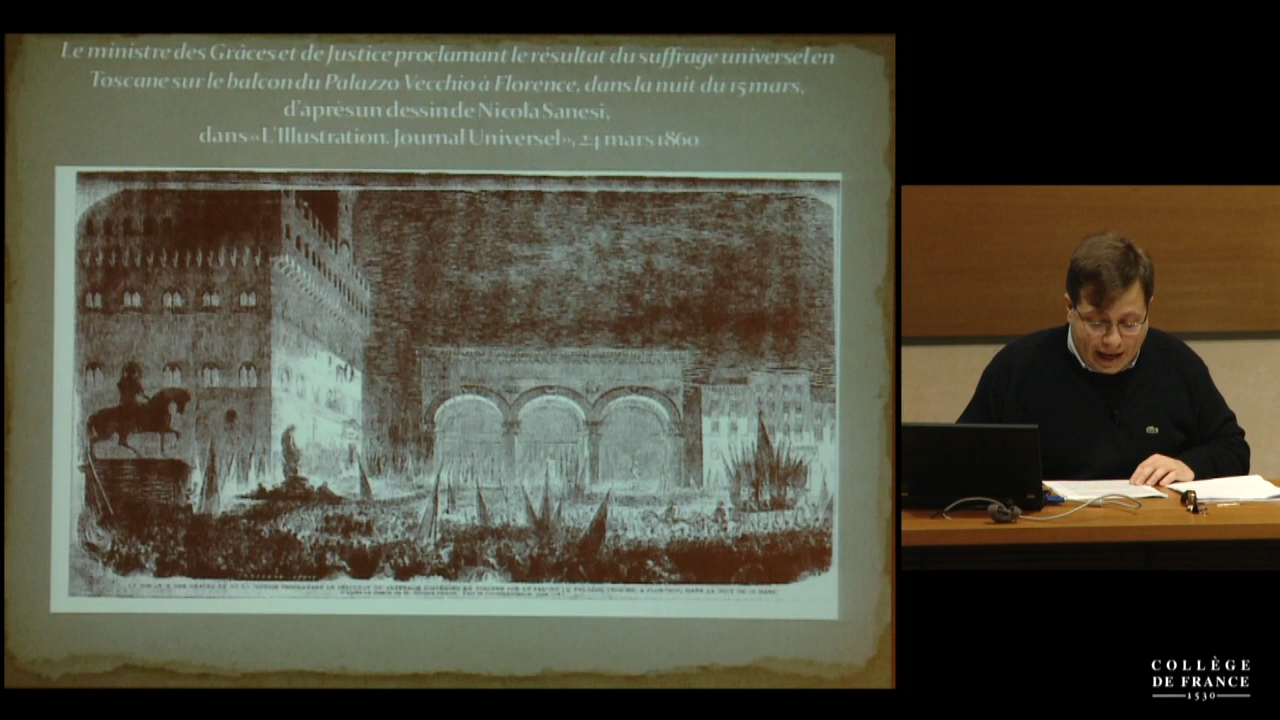 Le ministre des Grâces et de Justice proclamant le résultat du suffrage universel en
Toscane sur le balcon du Palazzo Vecchio à Florence, dans la nuit du 15 mars,
d'après un dessin de Nicola Sanesi,
dans «L'Illustration. Journal Universel», 24 mars 1860
COLLÈGE
DE FRANCE
1530